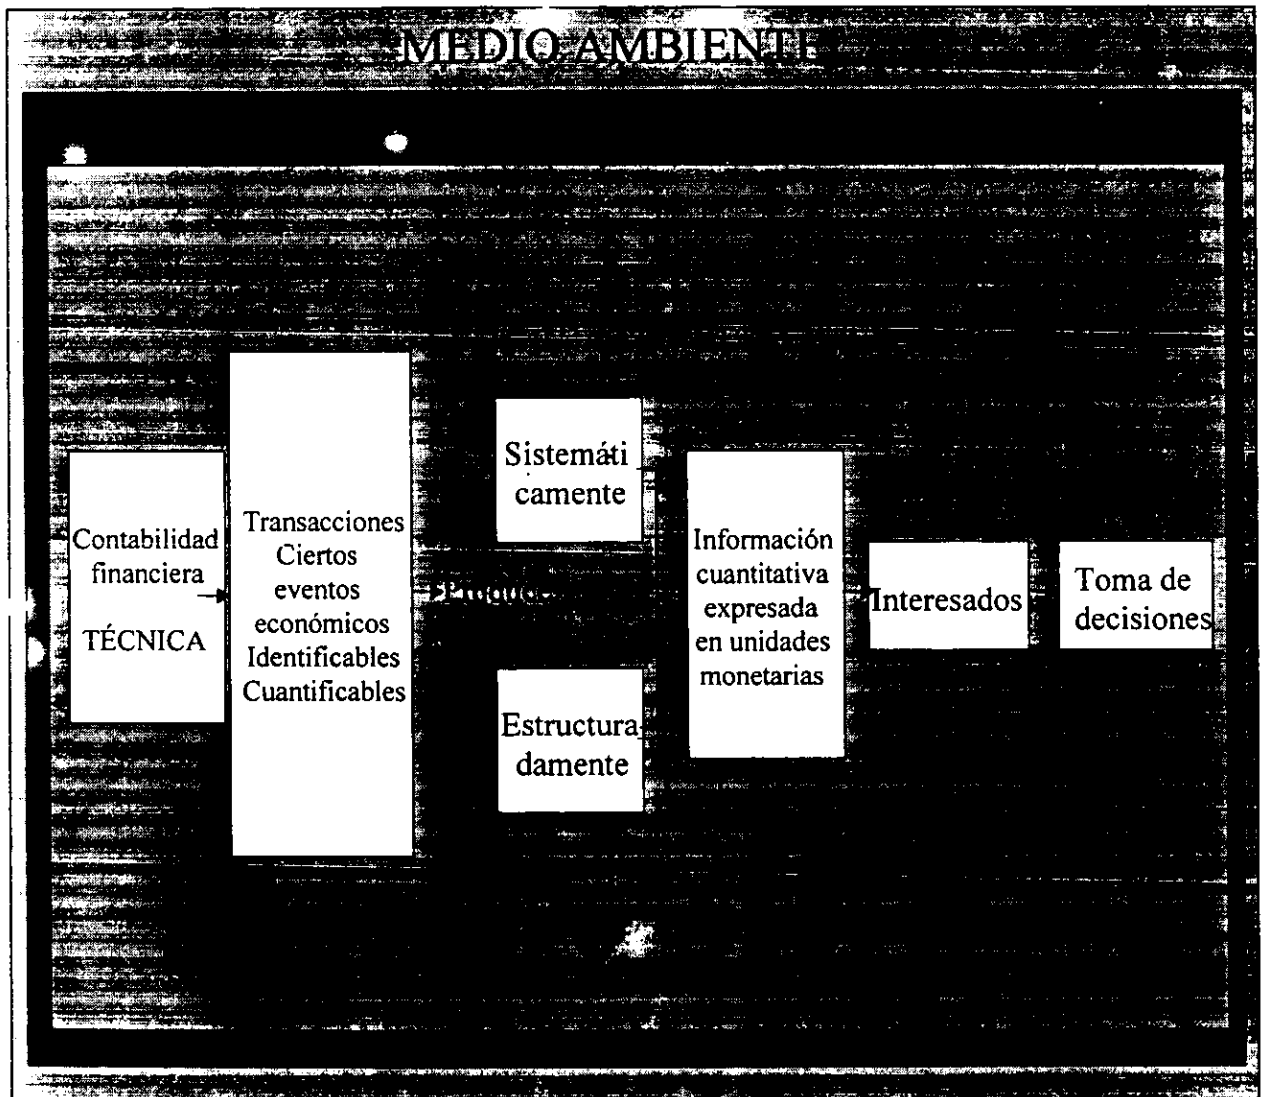 MEDIO AMBIENTE
Contabilidad
financiera
TÉCNICA
Transacciones
Ciertos
eventos
económicos
Identificables
Cuantificables
Produce
Sistemáti
camente
Estructura-
damente
Información
cuantitativa
expresada
en unidades
monetarias
Interesados
Toma de
decisiones